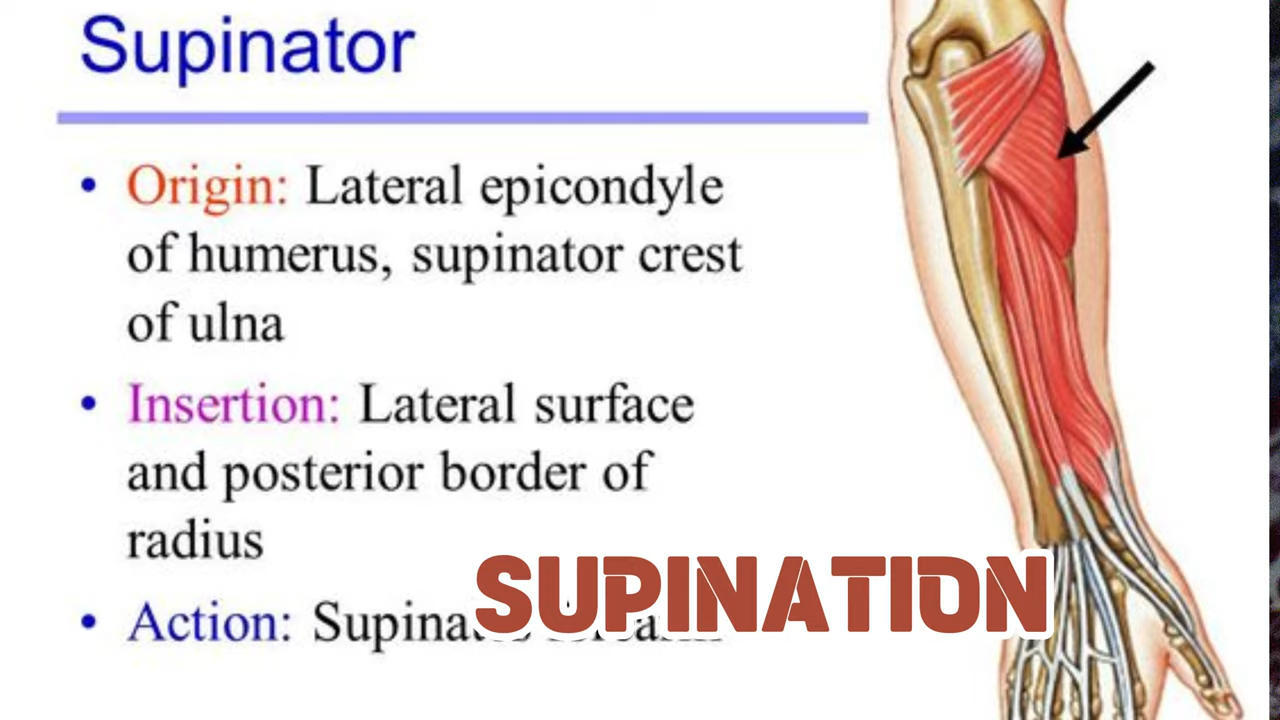 Supinator
• Origin: Lateral epicondyle
of humerus, supinator crest
of ulna
• Insertion: Lateral surface
and posterior border of
radius
• Action:
SUPINATION